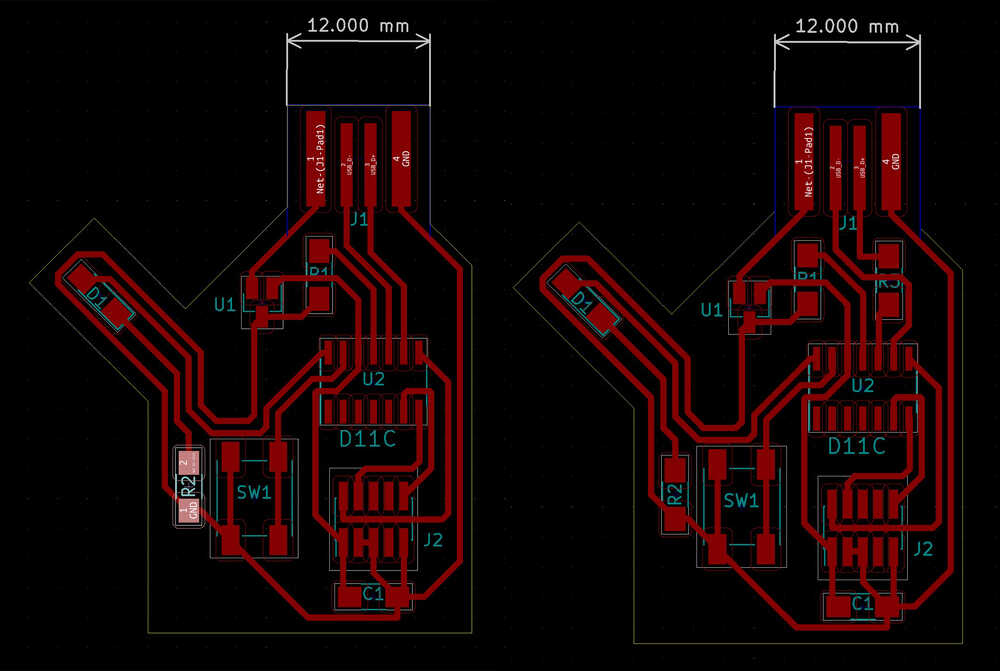 12.000 mm
1
Net-(J1-Pad1)
2
USB_D-
3
USB_D+
4
GND
J1
R1
U1
D1
U2
D11C
2
R2
1
GND
SW1
J2
C1
12.000 mm
1
Net-(J1-Pad1)
2
USB_D-
3
USB_D+
4
GND
J1
R1
R3
U1
D1
U2
D11C
R2
SW1
J2
C1